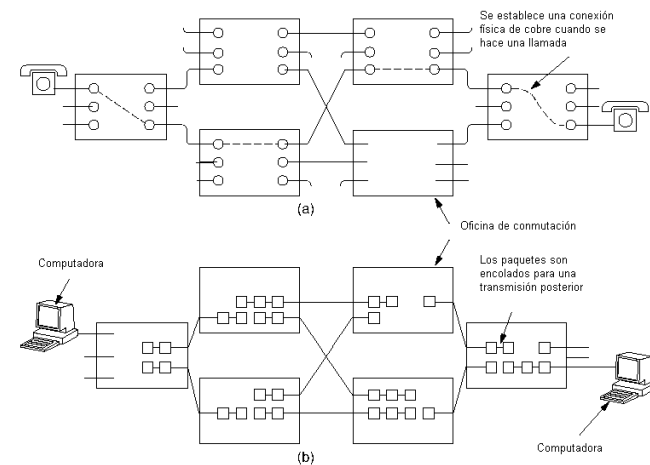 Se establece una conexión
física de cobre cuando se
hace una llamada
(a)
Oficina de conmutación
Computadora
Los paquetes son
encolados para una
transmisión posterior
Computadora
(b)